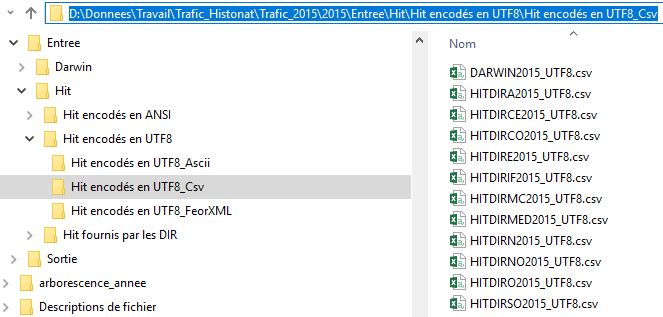 D:\Donnees\Travail\Trafic_Histonat\Trafic_2015\2015\Entree\Hit\Hit encodés en UTF8\Hit encodés en UTF8_Csv
Entree
Darwin
Hit
Hit encodés en ANSI
Hit encodés en UTF8
Hit encodés en UTF8_Ascii
Hit encodés en UTF8_Csv
Hit encodés en UTF8_FeorXML
Hit fournis par les DIR
Sortie
arborescence_annee
Descriptions de fichier
Nom
DARWIN2015_UTF8.csv
HITDIRA2015_UTF8.csv
HITDIRCE2015_UTF8.csv
HITDIRCO2015_UTF8.csv
HITDIRE2015_UTF8.csv
HITDIRIF2015_UTF8.csv
HITDIRMC2015_UTF8.csv
HITDIRMED2015_UTF8.csv
HITDIRN2015_UTF8.csv
HITDIRNO2015_UTF8.csv
HITDIRO2015_UTF8.csv
HITDIRSO2015_UTF8.csv